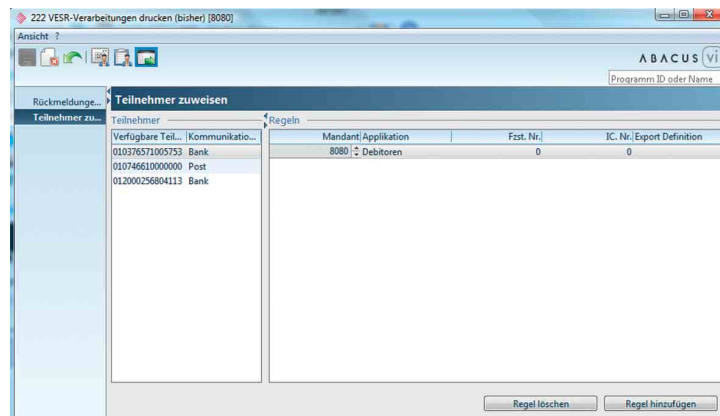 222 VESR-Verarbeitungen drucken (bisher) [8080]
Ansicht ?
ABACUS vi
Programm ID oder Name
Rückmeldunge... Teilnehmer zuweisen
Teilnehmer zu... Teilnehmer Regeln
Verfügbare Teil... Kommunikatio... Mandant Applikation Fzst. Nr. IC. Nr. Export Definition
010376571005753 Bank 8080 Debitoren 0 0
010746610000000 Post
012000256804113 Bank
Regel löschen Regel hinzufügen